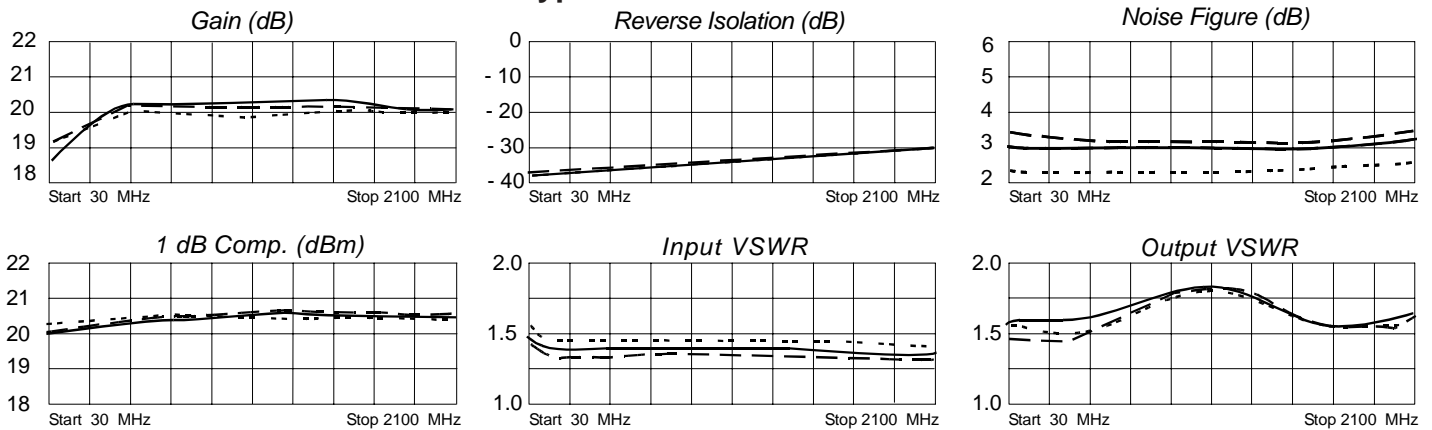 Gain (dB)
22
21
20
19
18
Start 30 MHz
Stop 2100 MHz
Reverse Isolation (dB)
0
- 10
- 20
- 30
- 40
Start 30 MHz
Stop 2100 MHz
Noise Figure (dB)
6
5
4
3
2
Start 30 MHz
Stop 2100 MHz
1 dB Comp. (dBm)
22
21
20
19
18
Start 30 MHz
Stop 2100 MHz
Input VSWR
2.0
1.5
1.0
Start 30 MHz
Stop 2100 MHz
Output VSWR
2.0
1.5
1.0
Start 30 MHz
Stop 2100 MHz